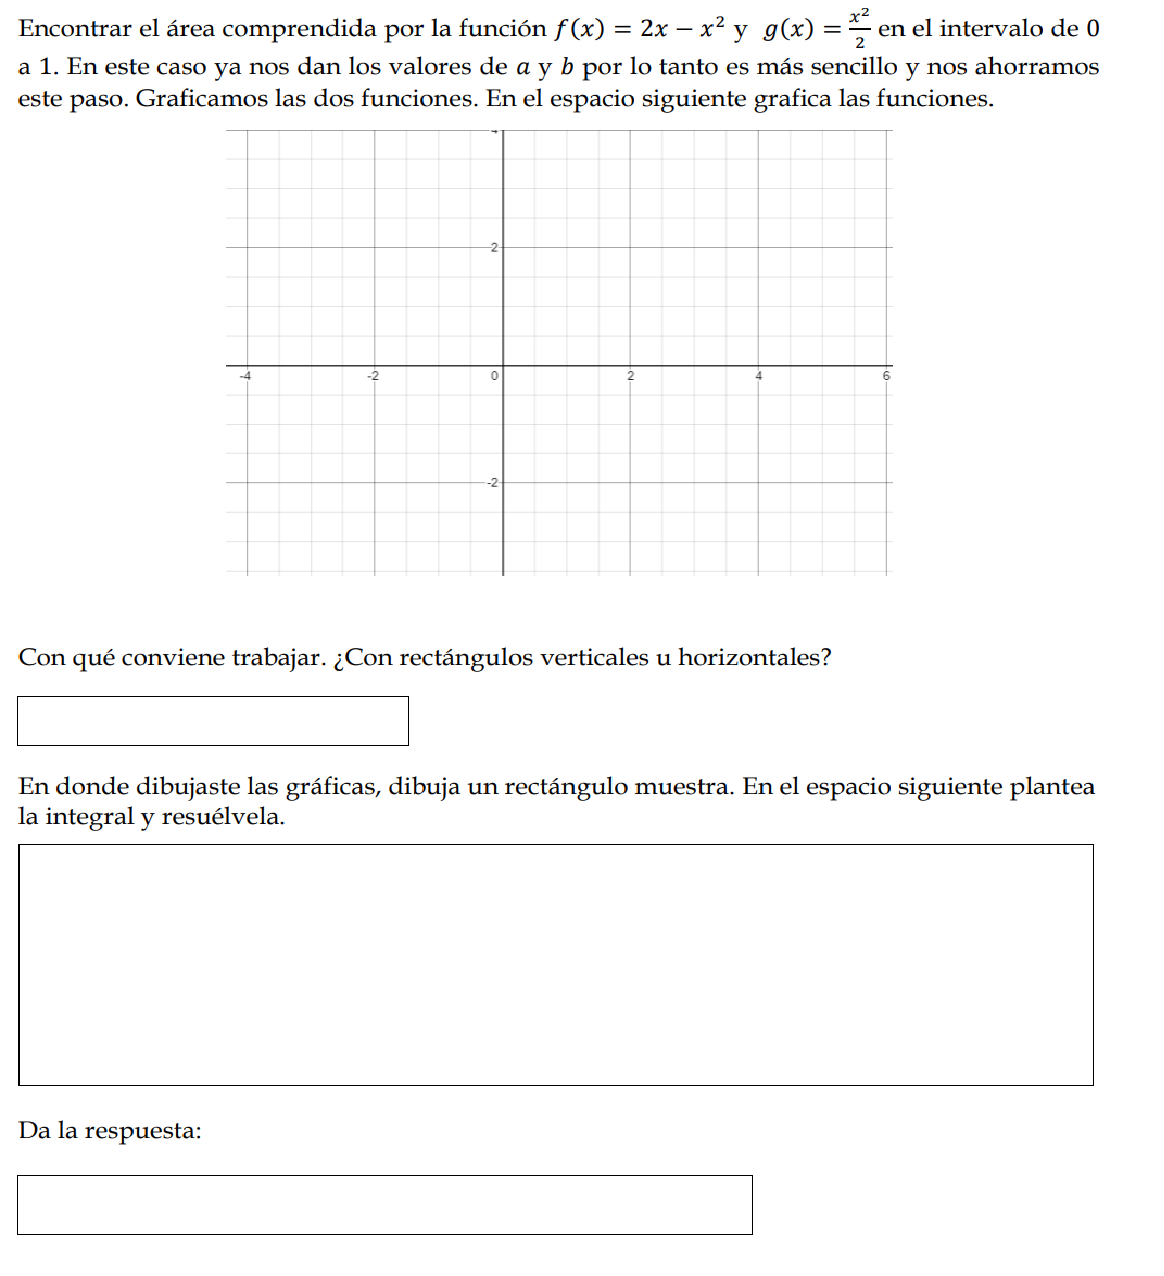 Encontrar el área comprendida por la función f(x) = 2x − x² y g(x) = x²/2 en el intervalo de 0
a 1. En este caso ya nos dan los valores de a y b por lo tanto es más sencillo y nos ahorramos
este paso. Graficamos las dos funciones. En el espacio siguiente grafica las funciones.
2
-4 -2 0 2 4 6
-2
Con qué conviene trabajar. ¿Con rectángulos verticales u horizontales?
En donde dibujaste las gráficas, dibuja un rectángulo muestra. En el espacio siguiente plantea
la integral y resuélvela.
Da la respuesta: